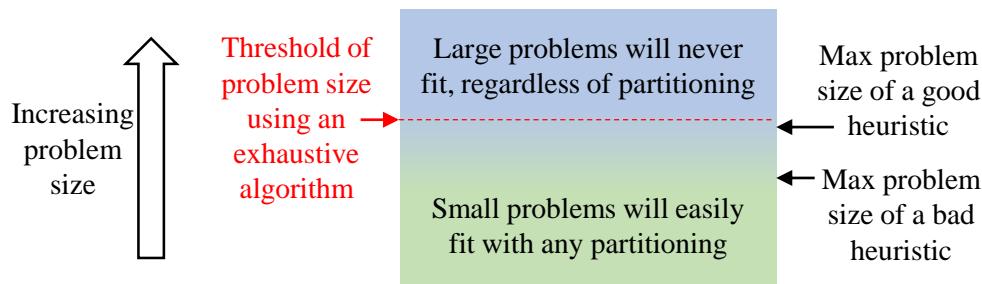 Increasing
problem
size
Threshold of
problem size
using an
exhaustive
algorithm
Large problems will never
fit, regardless of partitioning
Small problems will easily
fit with any partitioning
Max problem
size of a good
heuristic
Max problem
size of a bad
heuristic